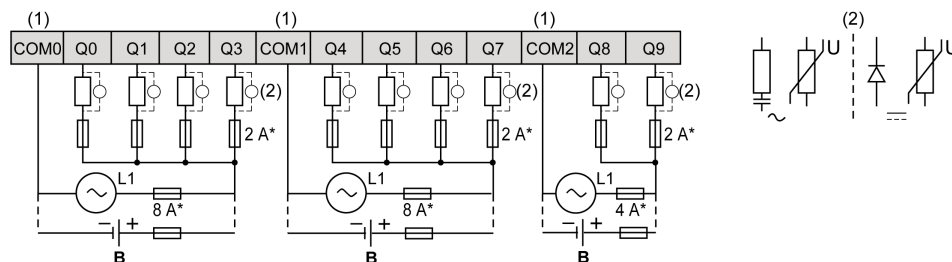 (1) (1) (1) (2)
COM0 Q0 Q1 Q2 Q3 COM1 Q4 Q5 Q6 Q7 COM2 Q8 Q9
U U
(2) (2) (2)
2 A* 2 A* 2 A*
L1 L1 L1
8 A* 8 A* 4 A*
− + − + − +
B B B